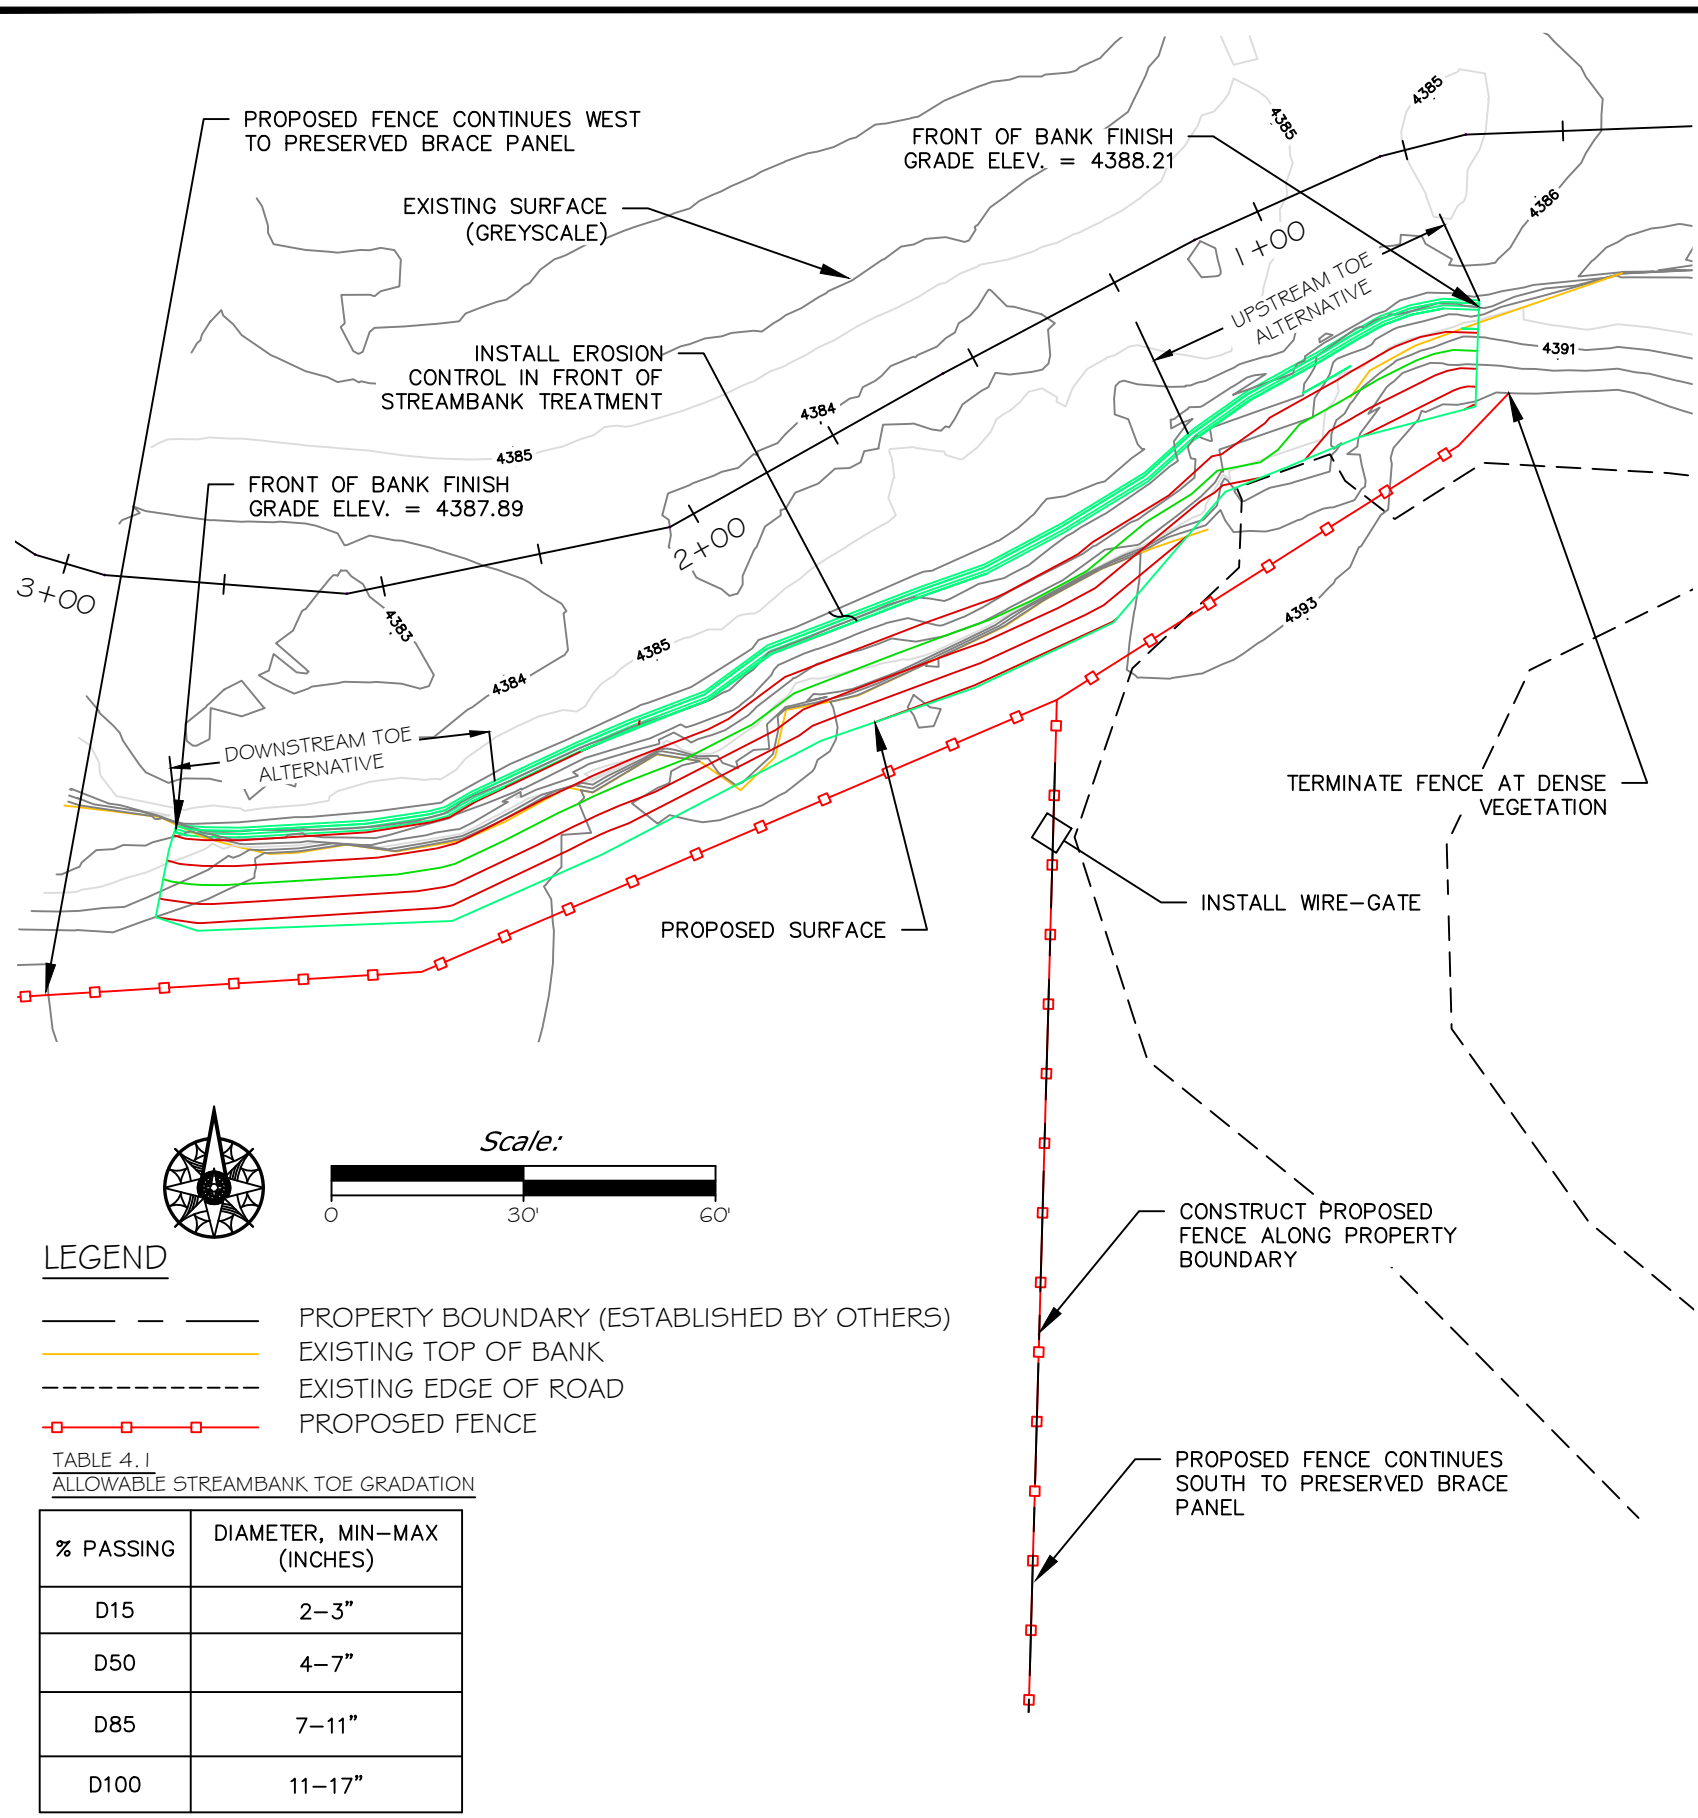 PROPOSED FENCE CONTINUES WEST
TO PRESERVED BRACE PANEL
FRONT OF BANK FINISH
GRADE ELEV. = 4388.21
4385
4385
4386
EXISTING SURFACE
(GREYSCALE)
1+00
UPSTREAM TOE
ALTERNATIVE
4391
INSTALL EROSION
CONTROL IN FRONT OF
STREAMBANK TREATMENT
4384
4385
FRONT OF BANK FINISH
GRADE ELEV. = 4387.89
2+00
3+00
4383
4385
4384
4393
DOWNSTREAM TOE
ALTERNATIVE
TERMINATE FENCE AT DENSE
VEGETATION
INSTALL WIRE-GATE
PROPOSED SURFACE
Scale:
0 30' 60'
CONSTRUCT PROPOSED
FENCE ALONG PROPERTY
BOUNDARY
LEGEND
PROPERTY BOUNDARY (ESTABLISHED BY OTHERS)
EXISTING TOP OF BANK
EXISTING EDGE OF ROAD
PROPOSED FENCE
PROPOSED FENCE CONTINUES
SOUTH TO PRESERVED BRACE
PANEL
TABLE 4.1
ALLOWABLE STREAMBANK TOE GRADATION
% PASSING DIAMETER, MIN-MAX
(INCHES)
D15 2-3"
D50 4-7"
D85 7-11"
D100 11-17"